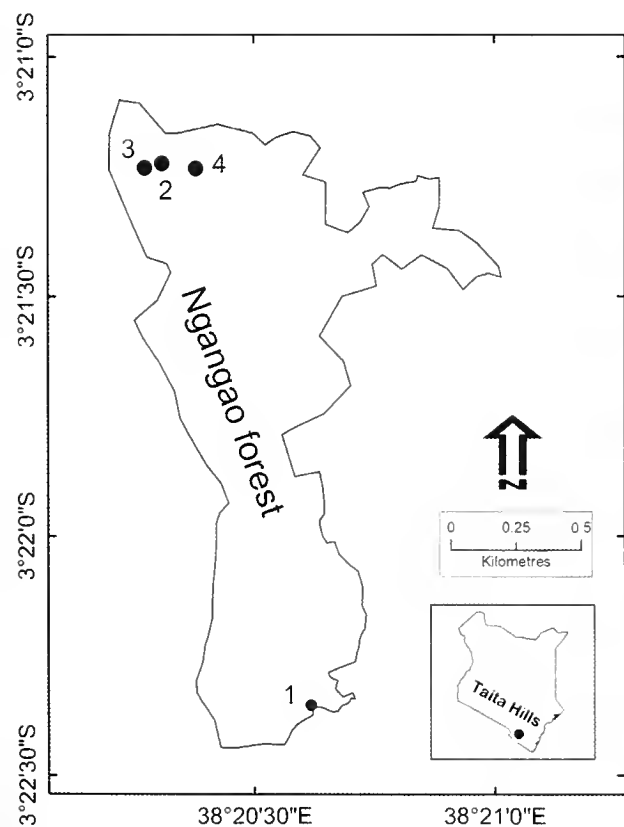 3°21'0"S
3
2
4
3°21'30"S
Ngangao forest
N
3°22'0"S
0 0.25 0 5
Kilometres
1
Taita Hills
3°22'30"S
38°20'30"E
38°21'0"E